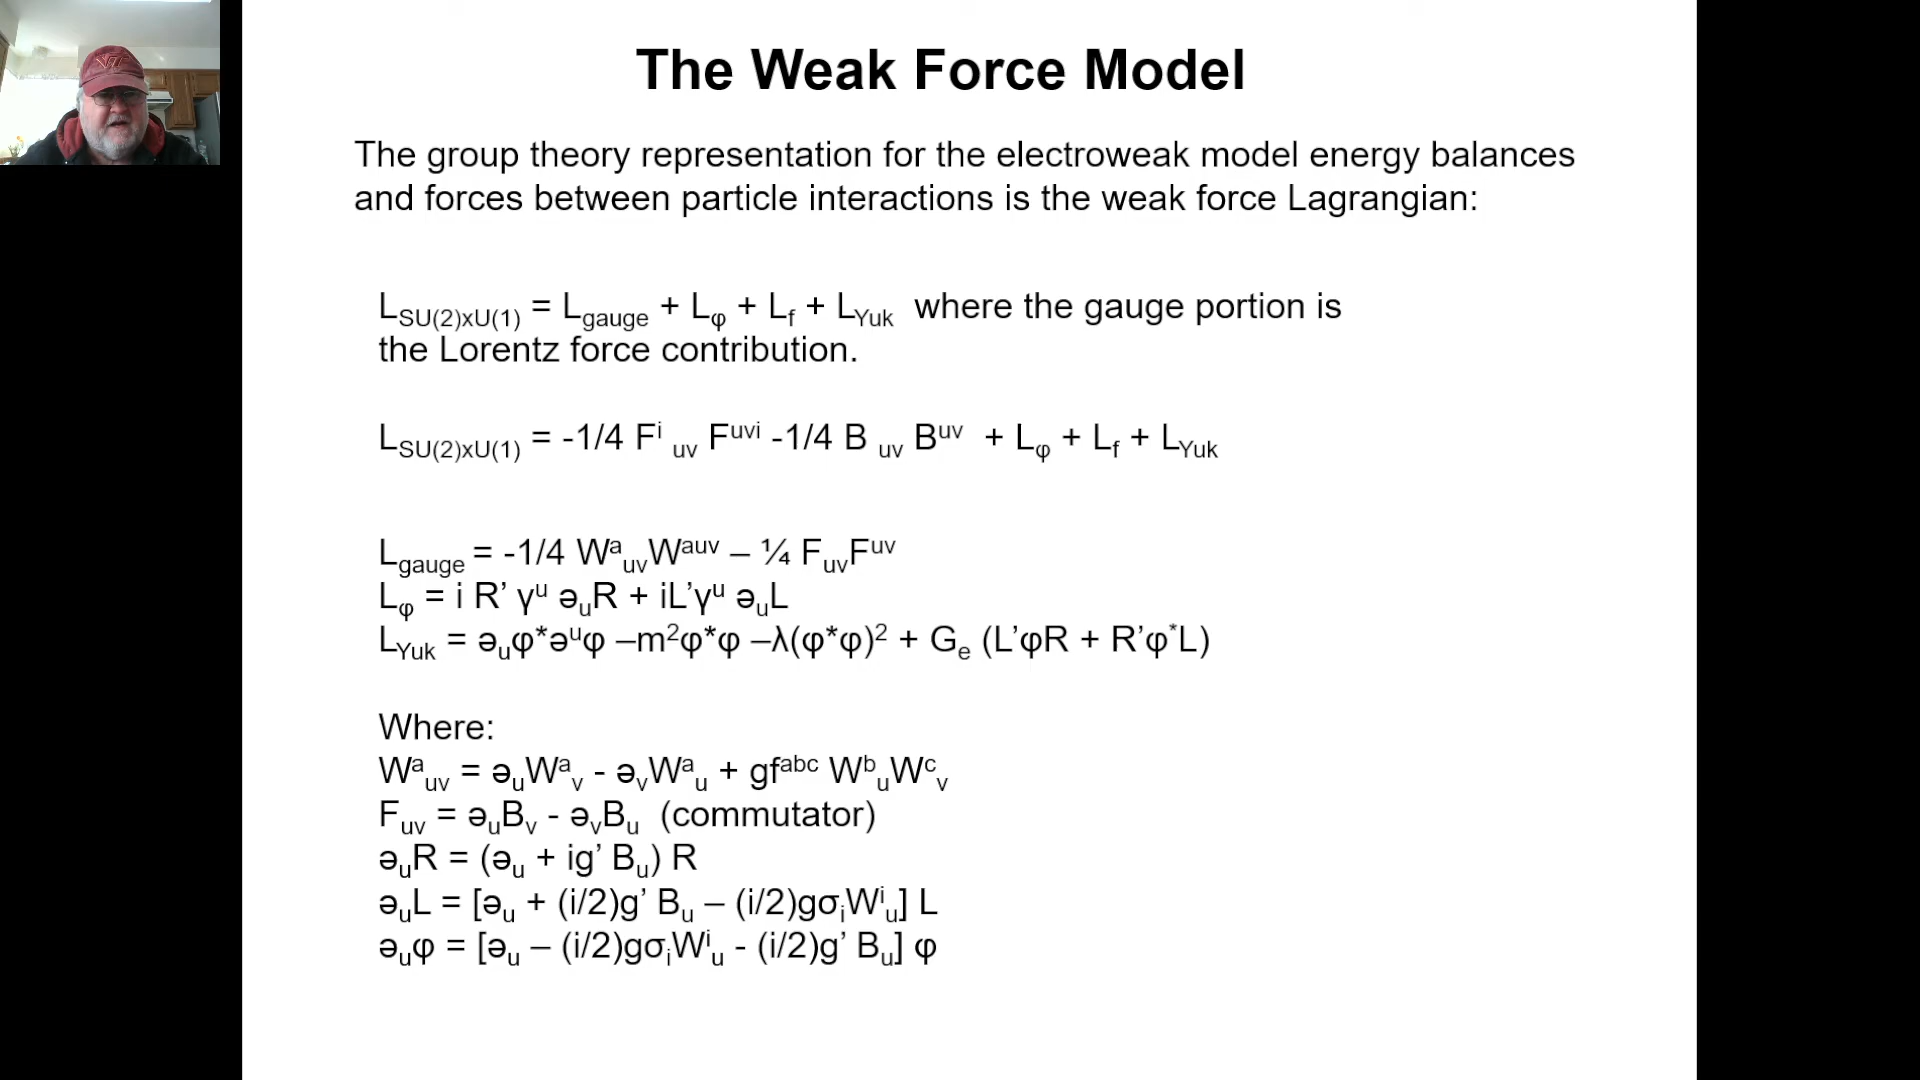 VT
The Weak Force Model
The group theory representation for the electroweak model energy balances
and forces between particle interactions is the weak force Lagrangian:
L_SU(2)xU(1) = L_gauge + L_φ + L_f + L_Yuk where the gauge portion is
the Lorentz force contribution.
L_SU(2)xU(1) = -1/4 F^i _uv F^uvi -1/4 B _uv B^uv + L_φ + L_f + L_Yuk
L_gauge = -1/4 W^a_uv W^auv – ¼ F_uv F^uv
L_φ = i R’ γ^u ə_u R + iL’γ^u ə_u L
L_Yuk = ə_u φ*ə^u φ –m²φ*φ –λ(φ*φ)² + G_e (L’φR + R’φ^*L)
Where:
W^a_uv = ə_u W^a_v - ə_v W^a_u + gf^abc W^b_u W^c_v
F_uv = ə_u B_v - ə_v B_u (commutator)
ə_u R = (ə_u + ig’ B_u) R
ə_u L = [ə_u + (i/2)g’ B_u – (i/2)gσ_i W^i_u] L
ə_u φ = [ə_u – (i/2)gσ_i W^i_u - (i/2)g’ B_u] φ